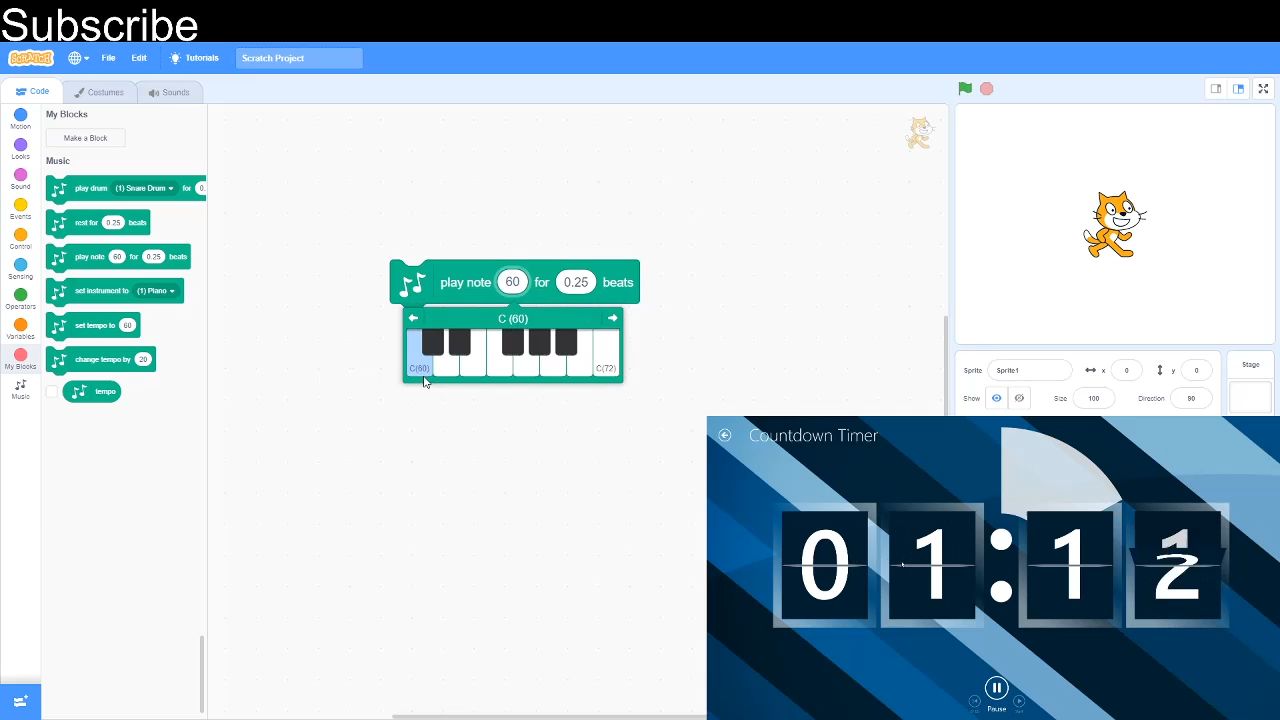 Subscribe
SCRATCH
File Edit Tutorials Scratch Project
Code Costumes Sounds
Motion
Looks
Sound
Events
Control
Sensing
Operators
Variables
My Blocks
Music
My Blocks
Make a Block
Music
play drum (1) Snare Drum for 0.
rest for 0.25 beats
play note 60 for 0.25 beats
set instrument to (1) Piano
set tempo to 60
change tempo by 20
tempo
play note 60 for 0.25 beats
C (60)
C(60) C(72)
Sprite Sprite1 x 0 y 0
Show Size 100 Direction 90
Stage
Countdown Timer
01:12
Pause